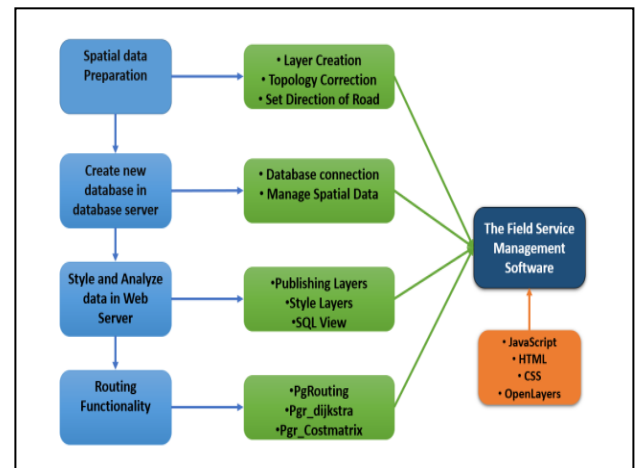 Spatial data
Preparation
• Layer Creation
• Topology Correction
• Set Direction of Road
Create new
database in
database server
• Database connection
• Manage Spatial Data
The Field Service
Management
Software
Style and Analyze
data in Web
Server
•Publishing Layers
•Style Layers
•SQL View
• JavaScript
• HTML
• CSS
• OpenLayers
Routing
Functionality
•PgRouting
•Pgr_dijkstra
•Pgr_Costmatrix